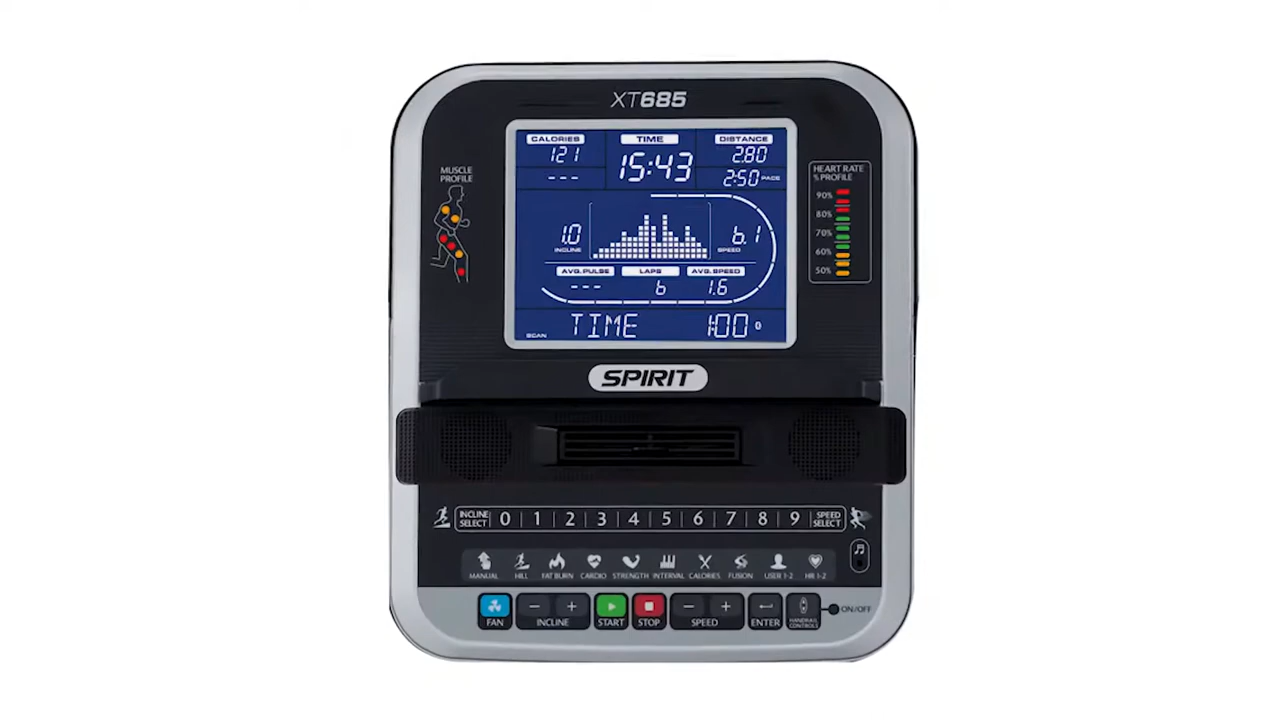 XT685
CALORIES
121
---
TIME
15:43
DISTANCE
2.80
2:50 PACE
MUSCLE
PROFILE
HEART RATE
% PROFILE
90%
80%
70%
60%
50%
1.0
INCLINE
6.1
SPEED
AVG. PULSE
---
LAPS
6
AVG. SPEED
1.6
SCAN
TIME 1:00
SPIRIT
INCLINE
SELECT
0 1 2 3 4 5 6 7 8 9
SPEED
SELECT
MANUAL HILL FAT BURN CARDIO STRENGTH INTERVAL CALORIES FUSION USER 1-2 HR 1-2
FAN
- +
INCLINE
START
STOP
- +
SPEED
ENTER
HANDRAIL
CONTROLS
ON/OFF